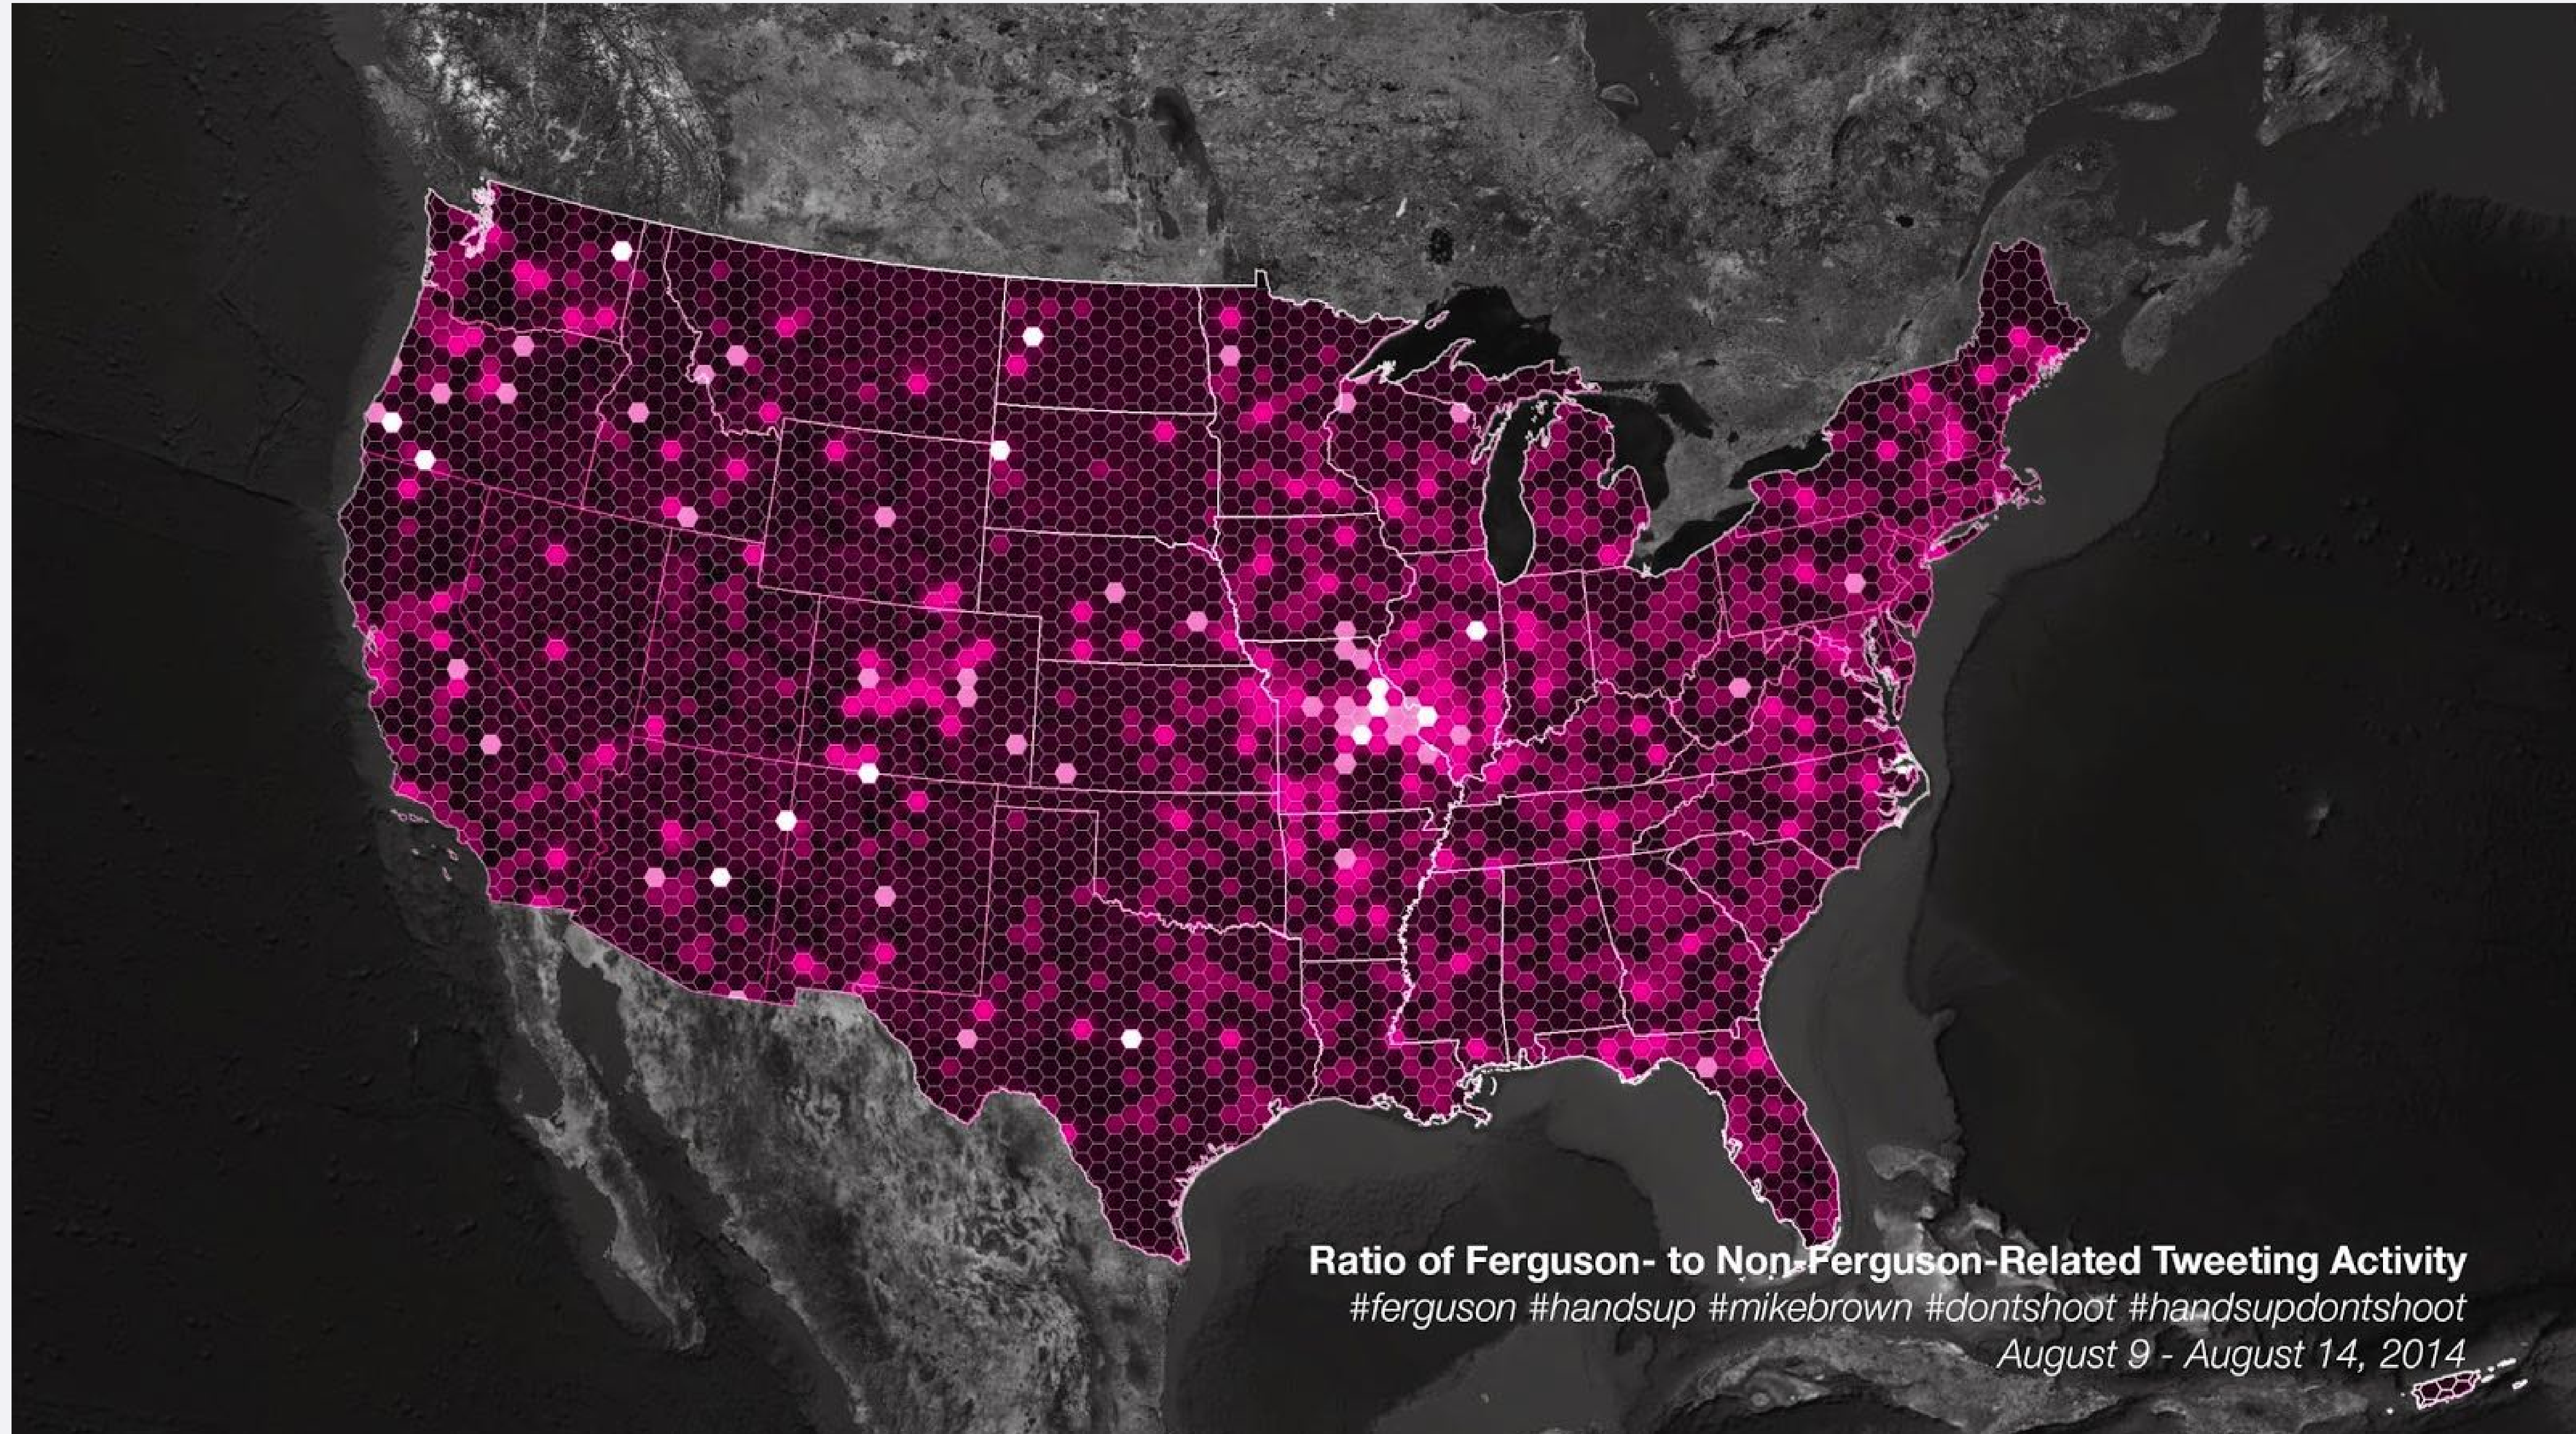 Ratio of Ferguson- to Non-Ferguson-Related Tweeting Activity
#ferguson #handsup #mikebrown #dontshoot #handsupdontshoot
August 9 - August 14, 2014